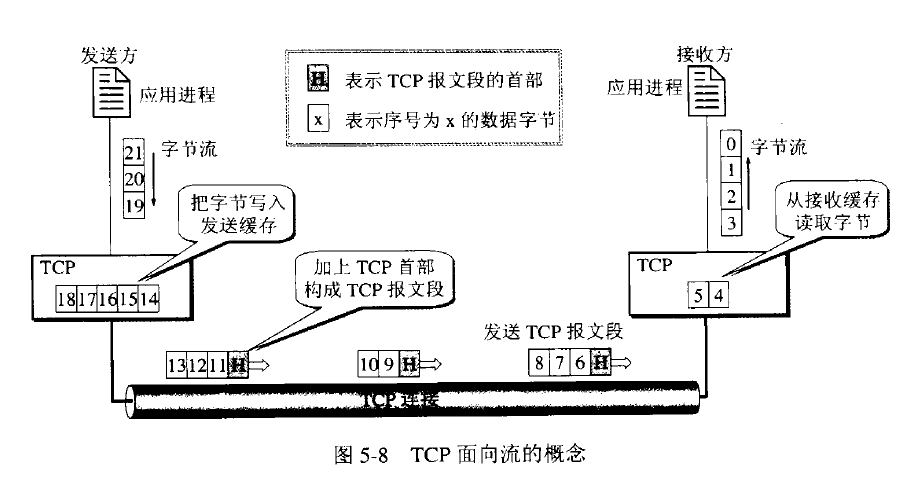 发送方
应用进程
H 表示 TCP 报文段的首部
x 表示序号为 x 的数据字节
接收方
应用进程
21
20
19
字节流
把字节写入
发送缓存
0
1
2
3
字节流
从接收缓存
读取字节
TCP
18 17 16 15 14
加上 TCP 首部
构成 TCP 报文段
TCP
5 4
发送 TCP 报文段
13 12 11 H
10 9 H
8 7 6 H
TCP 连接
图 5-8 TCP 面向流的概念